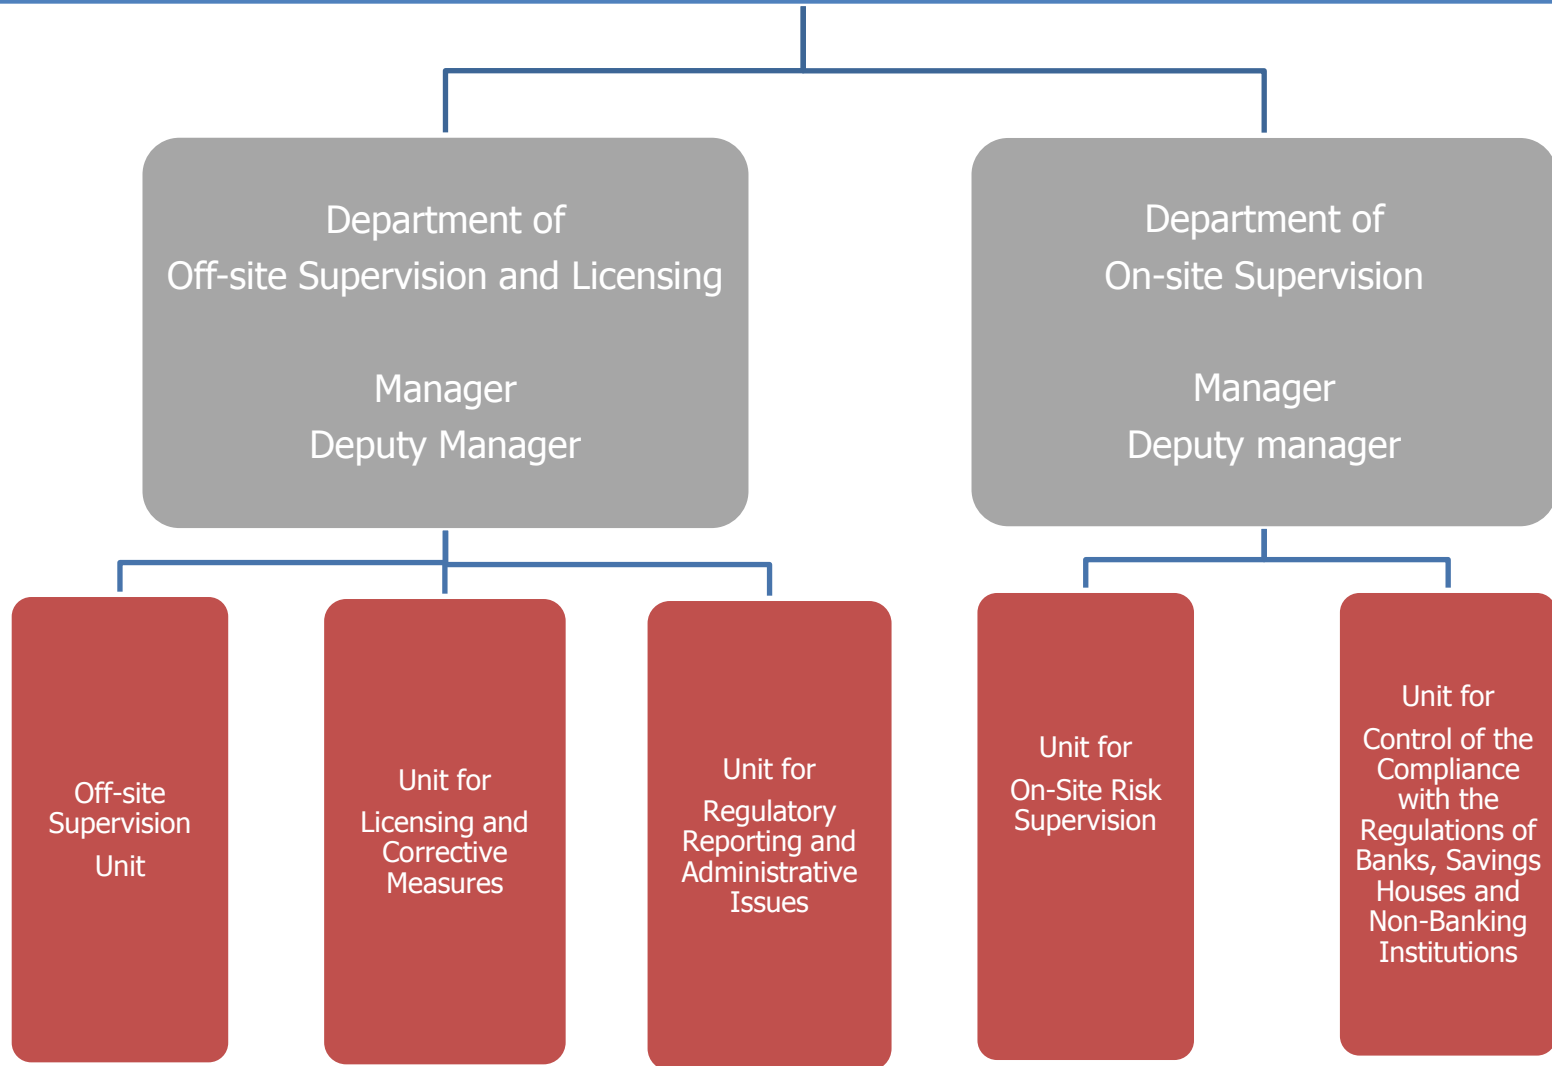 Department of
Off-site Supervision and Licensing
Manager
Deputy Manager
Department of
On-site Supervision
Manager
Deputy manager
Off-site
Supervision
Unit
Unit for
Licensing and
Corrective
Measures
Unit for
Regulatory
Reporting and
Administrative
Issues
Unit for
On-Site Risk
Supervision
Unit for
Control of the
Compliance
with the
Regulations of
Banks, Savings
Houses and
Non-Banking
Institutions